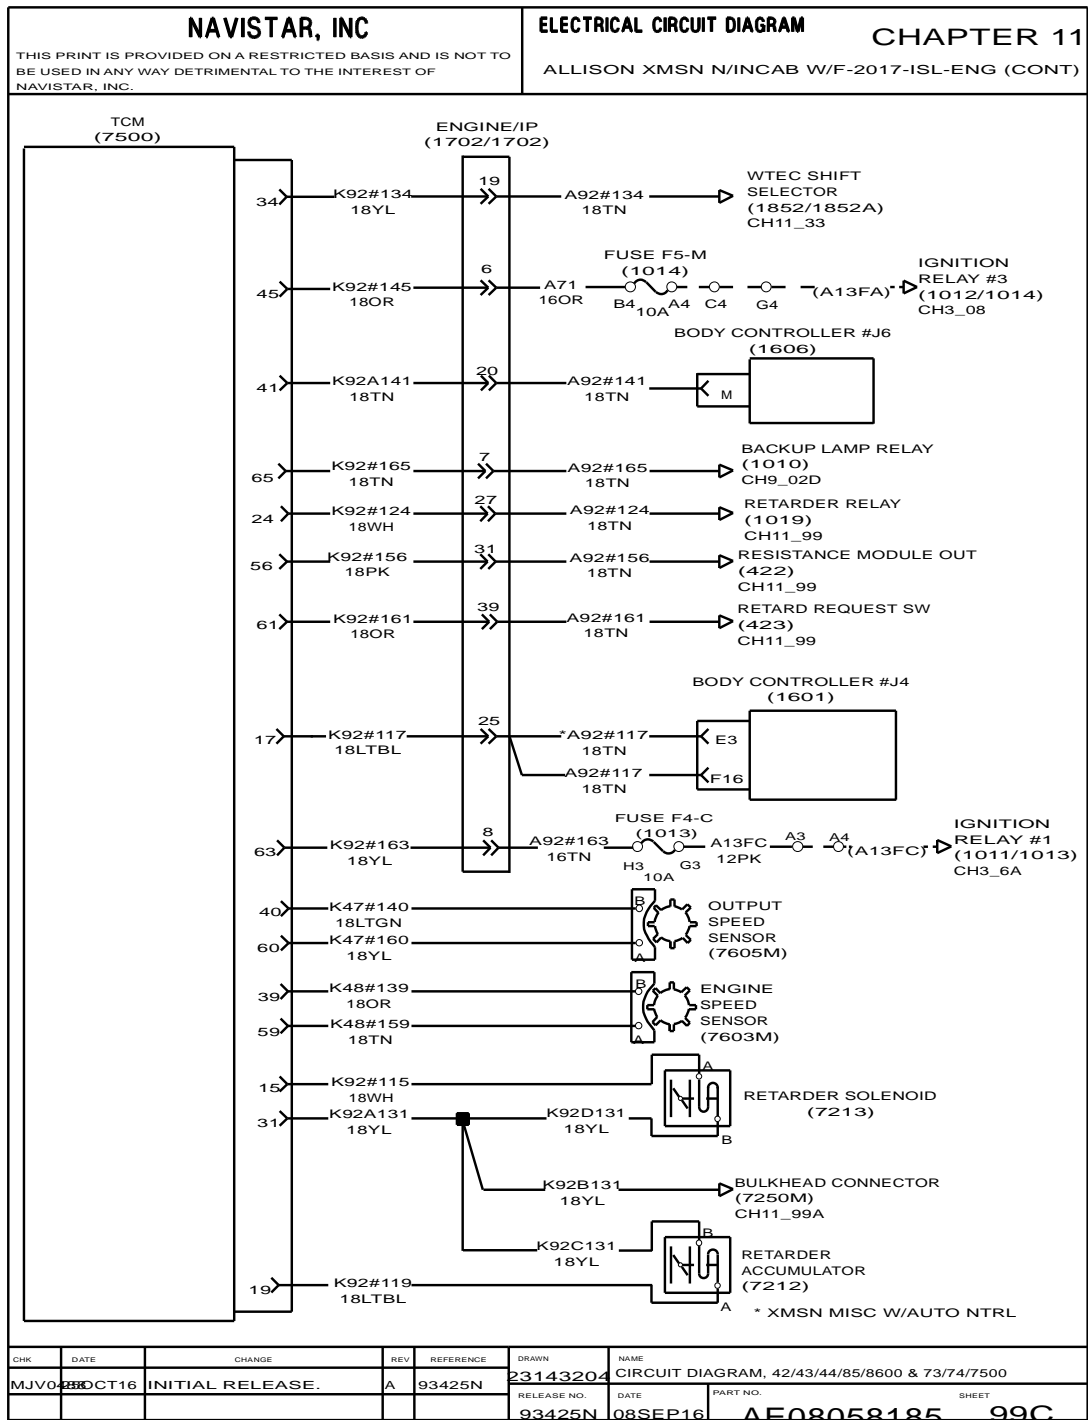 NAVISTAR, INC
THIS PRINT IS PROVIDED ON A RESTRICTED BASIS AND IS NOT TO
BE USED IN ANY WAY DETRIMENTAL TO THE INTEREST OF
NAVISTAR, INC.
ELECTRICAL CIRCUIT DIAGRAM
CHAPTER 11
ALLISON XMSN N/INCAB W/F-2017-ISL-ENG (CONT)
TCM
(7500)
ENGINE/IP
(1702/1702)
34
K92#134
18YL
19
A92#134
18TN
WTEC SHIFT
SELECTOR
(1852/1852A)
CH11_33
45
K92#145
18OR
6
A71
16OR
FUSE F5-M
(1014)
B4
10A
A4
C4
G4
(A13FA)
IGNITION
RELAY #3
(1012/1014)
CH3_08
BODY CONTROLLER #J6
(1606)
41
K92A141
18TN
20
A92#141
18TN
M
65
K92#165
18TN
7
A92#165
18TN
BACKUP LAMP RELAY
(1010)
CH9_02D
24
K92#124
18WH
27
A92#124
18TN
RETARDER RELAY
(1019)
CH11_99
56
K92#156
18PK
31
A92#156
18TN
RESISTANCE MODULE OUT
(422)
CH11_99
61
K92#161
18OR
39
A92#161
18TN
RETARD REQUEST SW
(423)
CH11_99
BODY CONTROLLER #J4
(1601)
17
K92#117
18LTBL
25
*A92#117
18TN
E3
A92#117
18TN
F16
63
K92#163
18YL
8
A92#163
16TN
FUSE F4-C
(1013)
H3
10A
G3
A13FC
12PK
A3
A4
(A13FC)
IGNITION
RELAY #1
(1011/1013)
CH3_6A
40
K47#140
18LTGN
60
K47#160
18YL
B
A
OUTPUT
SPEED
SENSOR
(7605M)
39
K48#139
18OR
59
K48#159
18TN
B
A
ENGINE
SPEED
SENSOR
(7603M)
15
K92#115
18WH
A
RETARDER SOLENOID
(7213)
31
K92A131
18YL
K92D131
18YL
B
K92B131
18YL
BULKHEAD CONNECTOR
(7250M)
CH11_99A
K92C131
18YL
B
RETARDER
ACCUMULATOR
(7212)
19
K92#119
18LTBL
A
* XMSN MISC W/AUTO NTRL
CHK DATE CHANGE REV REFERENCE
INITIAL RELEASE. A 93425N
DRAWN
23143204
NAME
CIRCUIT DIAGRAM, 42/43/44/85/8600 & 73/74/7500
RELEASE NO.
93425N
DATE
08SEP16
PART NO.
AE08058185
SHEET
99C